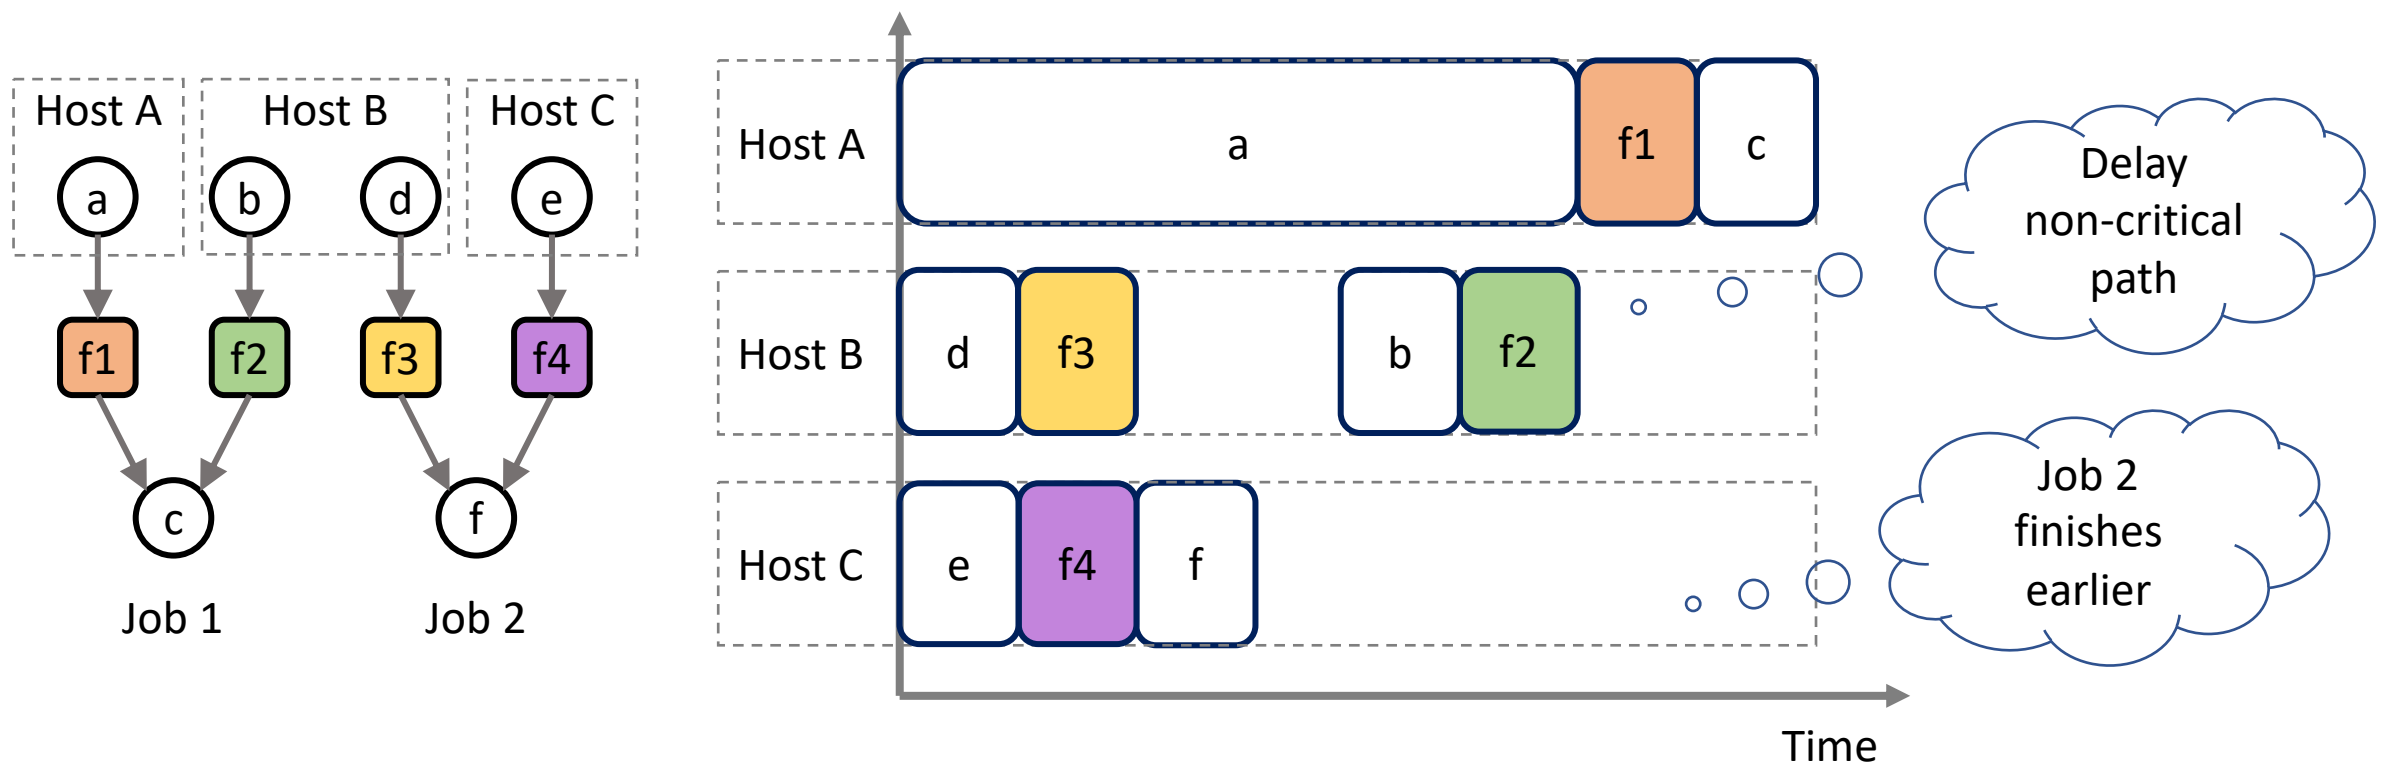 Host A
Host B
Host C
a
b
d
e
f1
f2
f3
f4
c
f
Job 1
Job 2
Host A
a
f1
c
Host B
d
f3
b
f2
Host C
e
f4
f
Time
Delay
non-critical
path
Job 2
finishes
earlier